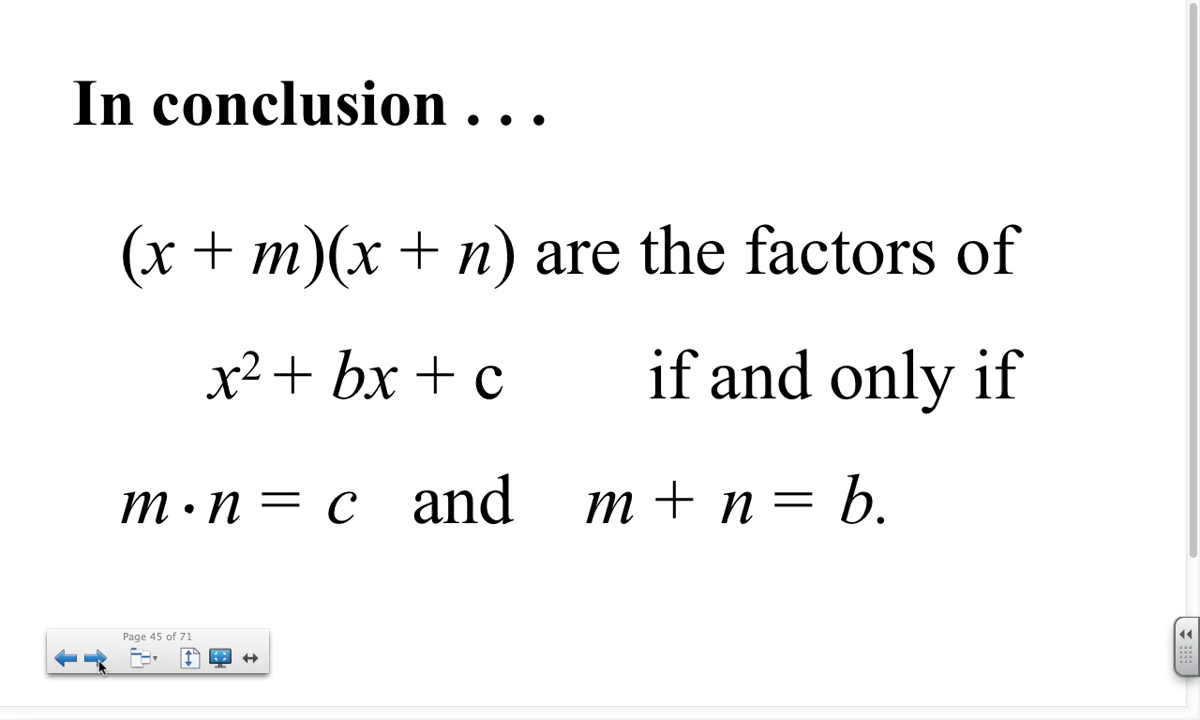 In conclusion . . .
(x + m)(x + n) are the factors of
x² + bx + c if and only if
m · n = c and m + n = b.
Page 45 of 71